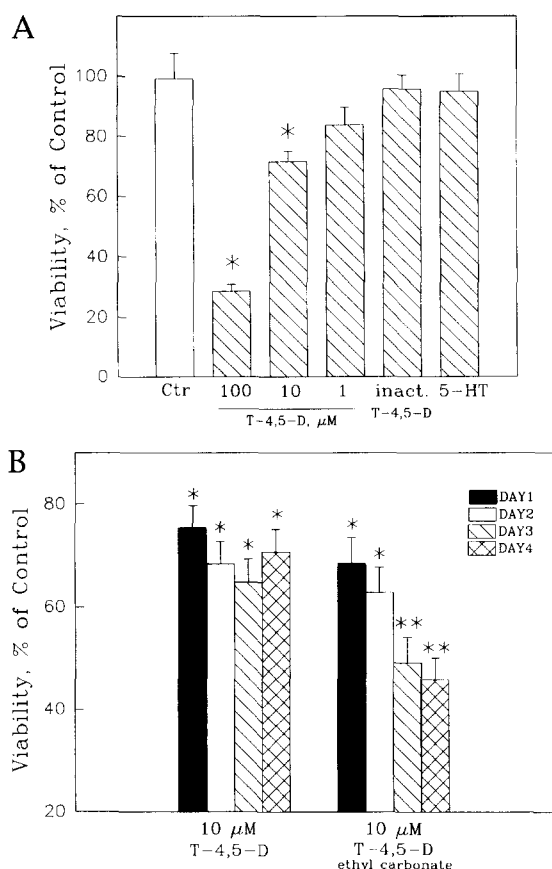 A
Viability, % of Control
100
80
60
40
20
0
*
*
Ctr 100 10 1 inact. 5-HT
T-4,5-D, μM T-4,5-D
B
Viability, % of Control
80
60
40
20
* * * * * * ** **
DAY1
DAY2
DAY3
DAY4
10 μM 10 μM
T-4,5-D T-4,5-D
ethyl carbonate